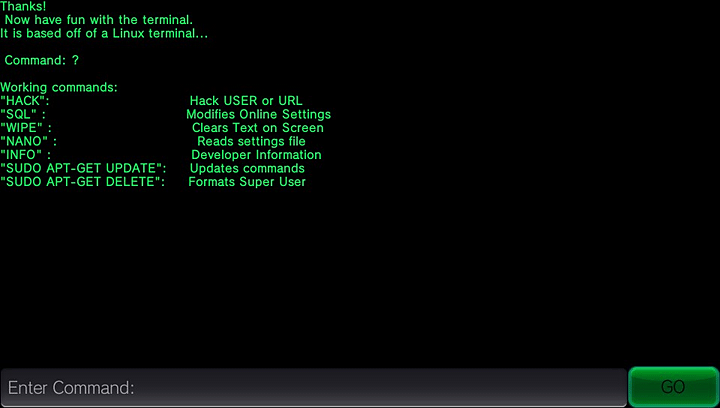 Thanks!
Now have fun with the terminal.
It is based off of a Linux terminal...
Command: ?
Working commands:
"HACK": Hack USER or URL
"SQL" : Modifies Online Settings
"WIPE" : Clears Text on Screen
"NANO" : Reads settings file
"INFO" : Developer Information
"SUDO APT-GET UPDATE": Updates commands
"SUDO APT-GET DELETE": Formats Super User
Enter Command: GO